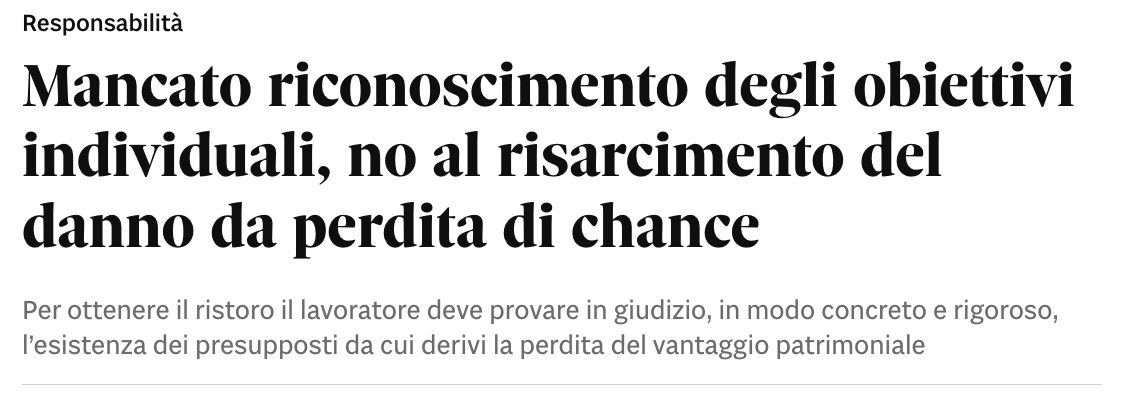 Responsabilità
Mancato riconoscimento degli obiettivi
individuali, no al risarcimento del
danno da perdita di chance
Per ottenere il ristoro il lavoratore deve provare in giudizio, in modo concreto e rigoroso,
l’esistenza dei presupposti da cui derivi la perdita del vantaggio patrimoniale